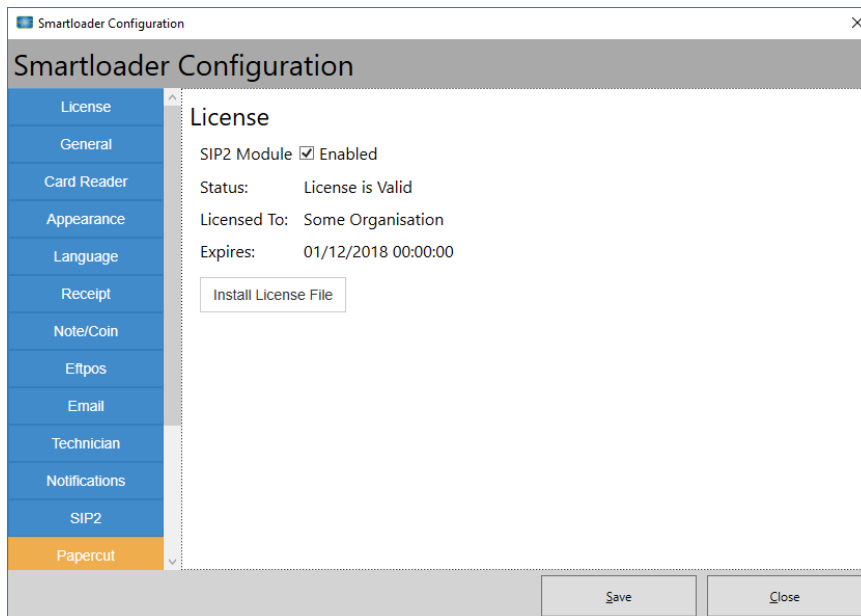 Smartloader Configuration
Smartloader Configuration
License
General
Card Reader
Appearance
Language
Receipt
Note/Coin
Eftpos
Email
Technician
Notifications
SIP2
Papercut
License
SIP2 Module Enabled
Status: License is Valid
Licensed To: Some Organisation
Expires: 01/12/2018 00:00:00
Install License File
Save
Close